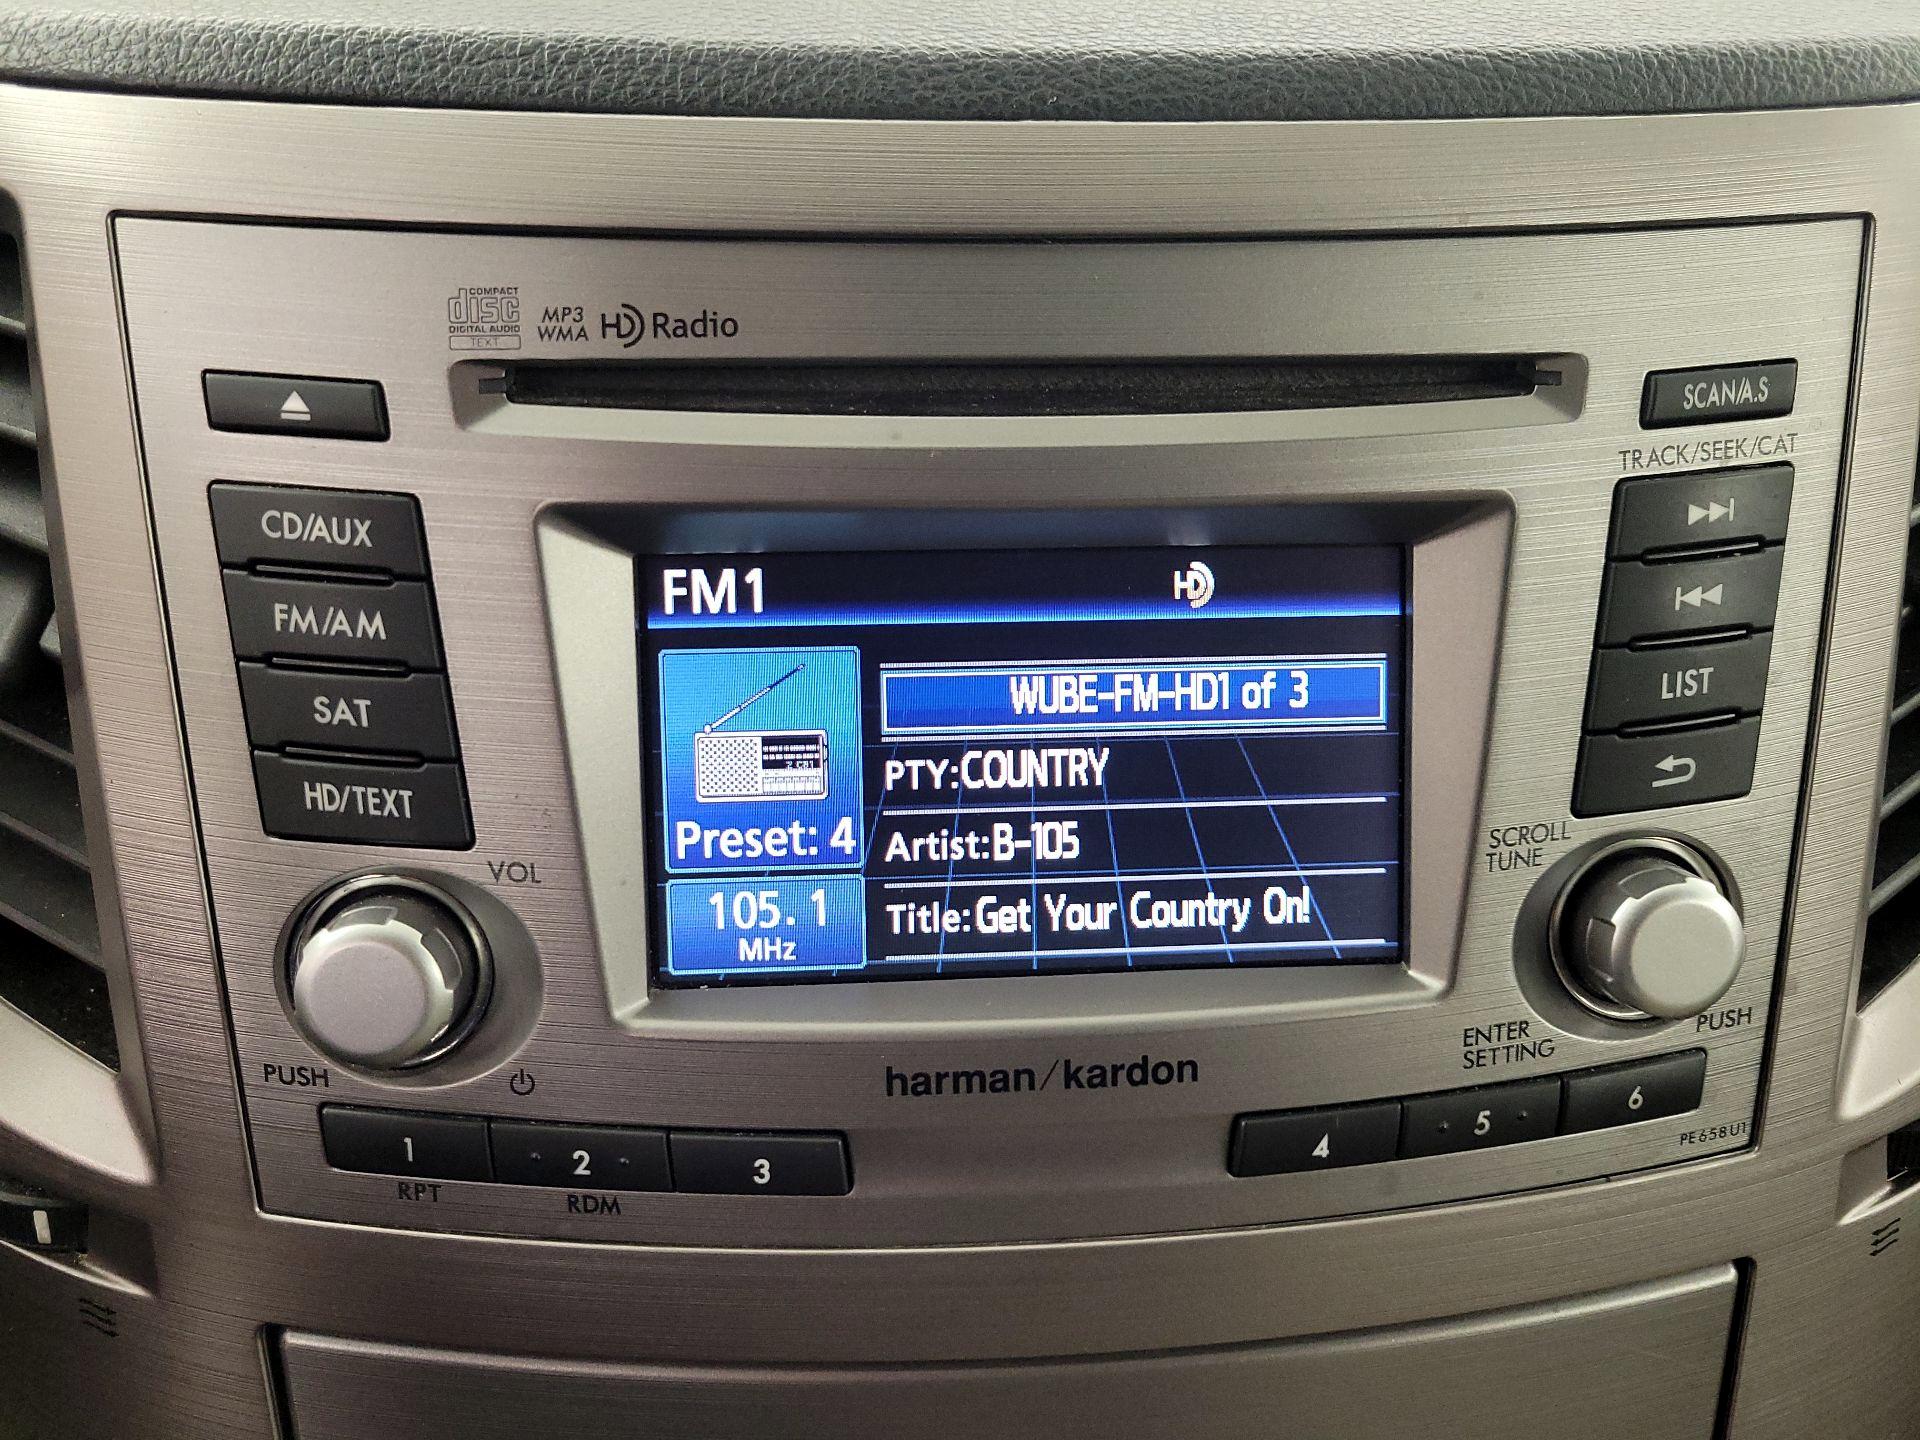 COMPACT
disc
DIGITAL AUDIO
TEXT
MP3
WMA
HD Radio
SCAN/A.S
TRACK/SEEK/CAT
CD/AUX
FM/AM
SAT
HD/TEXT
LIST
FM1
HD
WUBE-FM-HD1 of 3
PTY:COUNTRY
Artist:B-105
Title:Get Your Country On!
Preset: 4
105.1
MHz
VOL
PUSH
SCROLL
TUNE
PUSH
ENTER
SETTING
harman/kardon
1
2
3
4
5
6
RPT
RDM
PE658U1